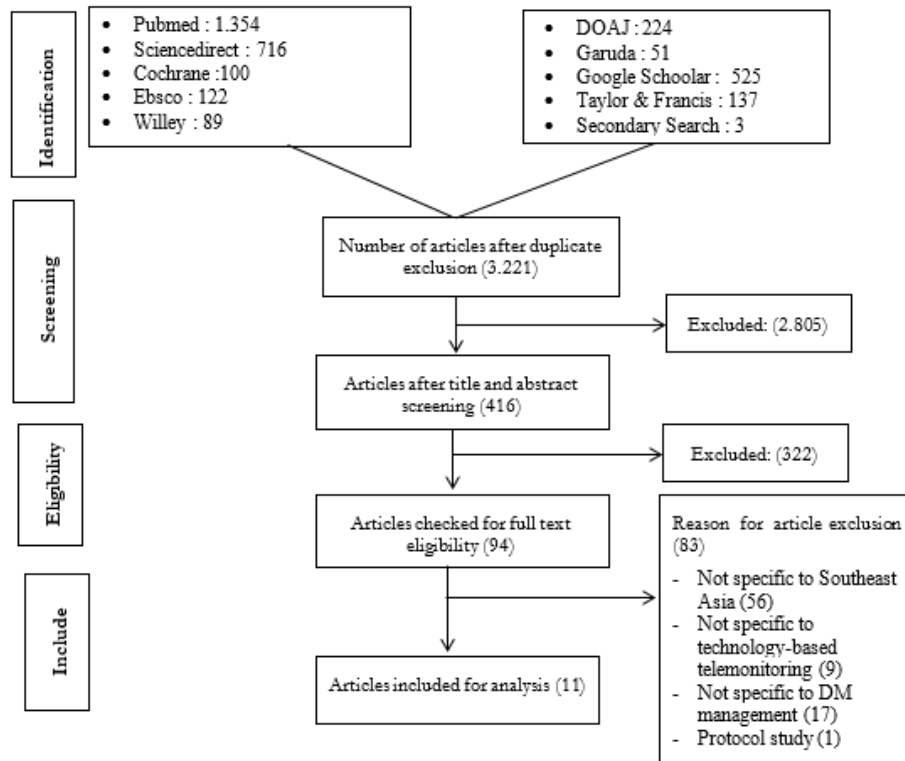 Identification
• Pubmed : 1.354
• Sciencedirect : 716
• Cochrane :100
• Ebsco : 122
• Willey : 89
• DOAJ : 224
• Garuda : 51
• Google Schoolar : 525
• Taylor & Francis : 137
• Secondary Search : 3
Screening
Number of articles after duplicate
exclusion (3.221)
Excluded: (2.805)
Articles after title and abstract
screening (416)
Eligibility
Excluded: (322)
Articles checked for full text
eligibility (94)
Reason for article exclusion
(83)
- Not specific to Southeast
Asia (56)
- Not specific to
technology-based
telemonitoring (9)
- Not specific to DM
management (17)
- Protocol study (1)
Include
Articles included for analysis (11)